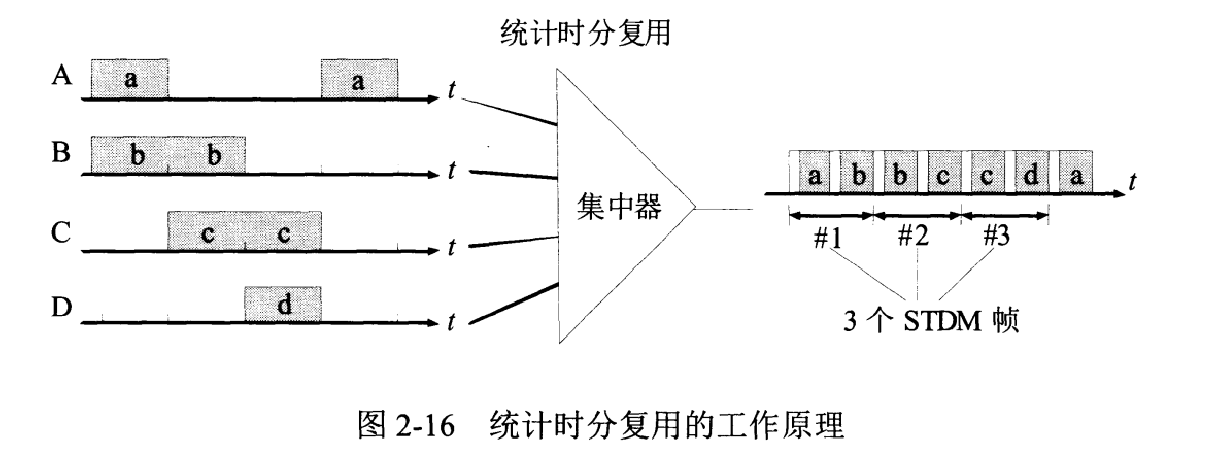 统计时分复用
A a a t
B b b t
C c c t
D d t
集中器
a b b c c d a t
#1 #2 #3
3 个 STDM 帧
图 2-16 统计时分复用的工作原理